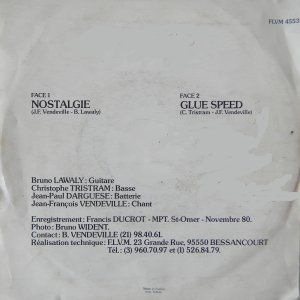 FLVM 4553
FACE 1
NOSTALGIE
(J.F. Vendeville - B. Lawaly)
FACE 2
GLUE SPEED
(C. Tristram - J.F. Vendeville)
Bruno LAWALY : Guitare
Christophe TRISTRAM : Basse
Jean-Paul DARGUESE : Batterie
Jean-François VENDEVILLE : Chant
Enregistrement : Francis DUCROT - MPT. St-Omer - Novembre 80.
Photo : Bruno WIDENT.
Contact : B. VENDEVILLE (21) 98.40.61.
Réalisation technique : F.L.V.M. 23 Grande Rue, 95550 BESSANCOURT
Tél. : (3) 960.70.97 et (1) 526.84.79.